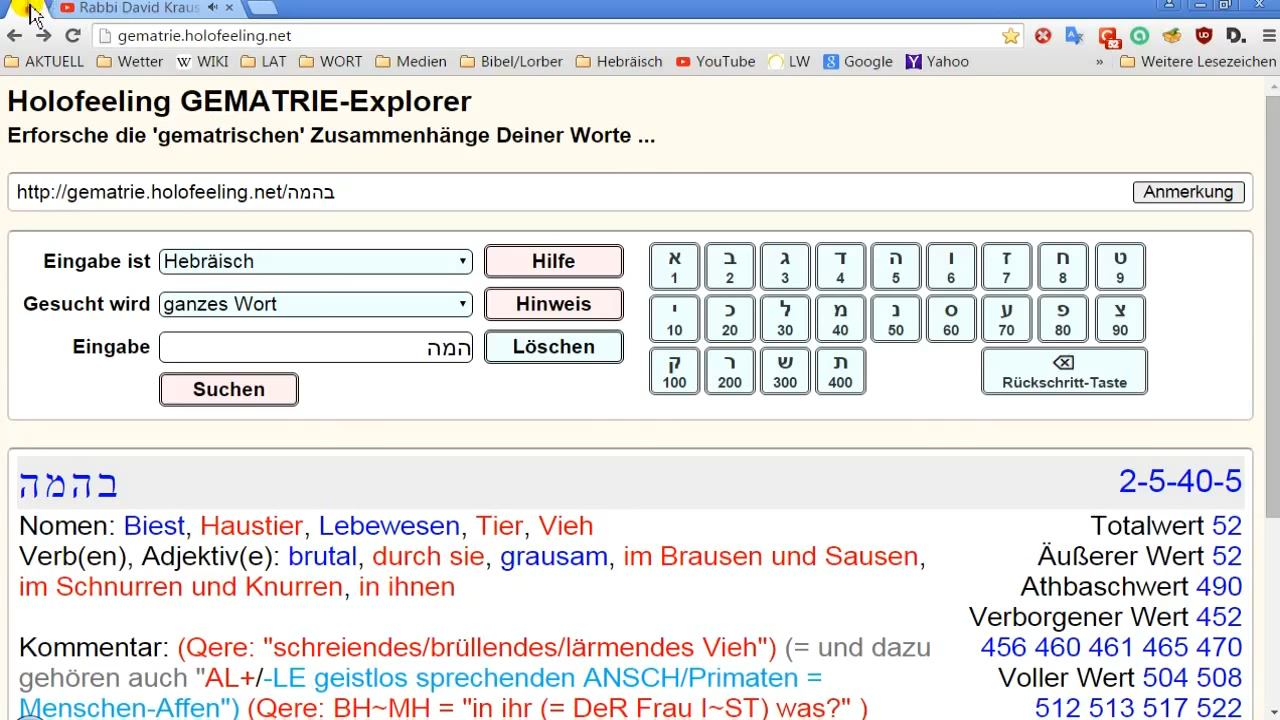 Rabbi David Kraus
gematrie.holofeeling.net
52
AKTUELL Wetter WIKI LAT WORT Medien Bibel/Lorber Hebräisch YouTube LW Google Yahoo » Weitere Lesezeichen
Holofeeling GEMATRIE-Explorer
Erforsche die 'gematrischen' Zusammenhänge Deiner Worte ...
http://gematrie.holofeeling.net/בהמה Anmerkung
Eingabe ist Hebräisch Hilfe
Gesucht wird ganzes Wort Hinweis
Eingabe המה Löschen
Suchen
א ב ג ד ה ו ז ח ט
1 2 3 4 5 6 7 8 9
י כ ל מ נ ס ע פ צ
10 20 30 40 50 60 70 80 90
ק ר ש ת
100 200 300 400 Rückschritt-Taste
בהמה 2-5-40-5
Nomen: Biest, Haustier, Lebewesen, Tier, Vieh Totalwert 52
Verb(en), Adjektiv(e): brutal, durch sie, grausam, im Brausen und Sausen, Äußerer Wert 52
im Schnurren und Knurren, in ihnen Athbaschwert 490
Verborgener Wert 452
Kommentar: (Qere: "schreiendes/brüllendes/lärmendes Vieh") (= und dazu 456 460 461 465 470
gehören auch "AL+/-LE geistlos sprechenden ANSCH/Primaten = Voller Wert 504 508
Menschen-Affen") (Qere: BH~MH = "in ihr (= DeR Frau I~ST) was?" ) 512 513 517 522